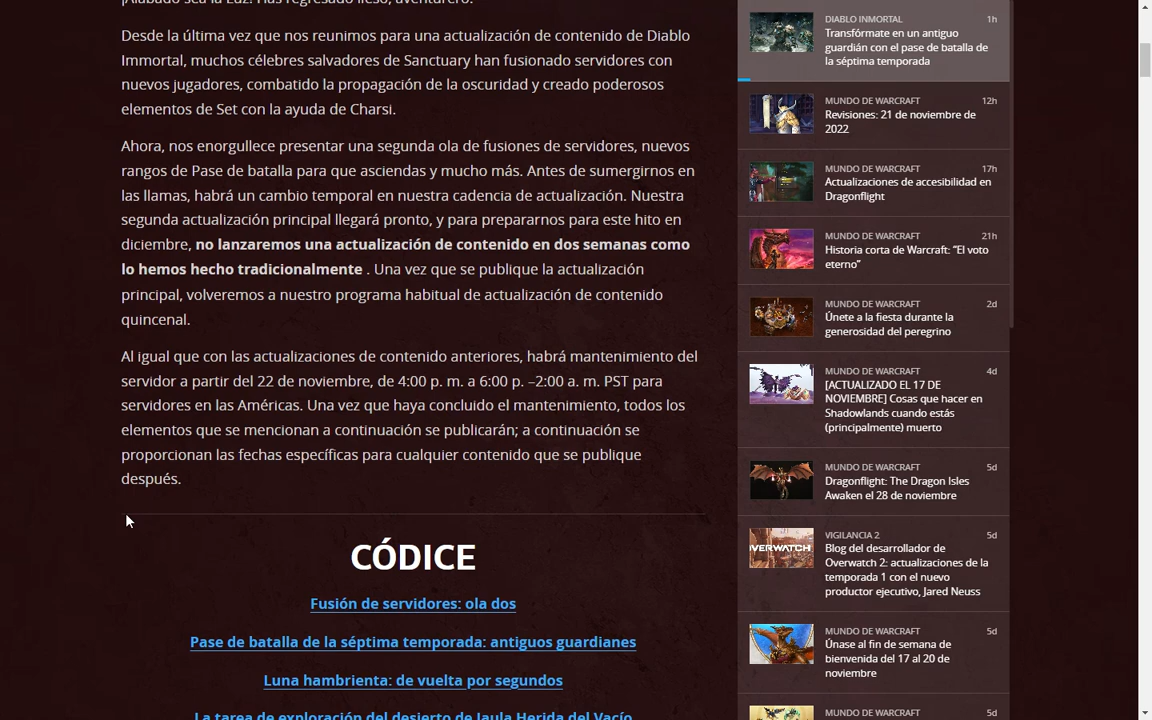 ¡Alabado sea la Luz! Has regresado ileso, aventurero.
Desde la última vez que nos reunimos para una actualización de contenido de Diablo
Immortal, muchos célebres salvadores de Sanctuary han fusionado servidores con
nuevos jugadores, combatido la propagación de la oscuridad y creado poderosos
elementos de Set con la ayuda de Charsi.
Ahora, nos enorgullece presentar una segunda ola de fusiones de servidores, nuevos
rangos de Pase de batalla para que asciendas y mucho más. Antes de sumergirnos en
las llamas, habrá un cambio temporal en nuestra cadencia de actualización. Nuestra
segunda actualización principal llegará pronto, y para prepararnos para este hito en
diciembre, no lanzaremos una actualización de contenido en dos semanas como
lo hemos hecho tradicionalmente . Una vez que se publique la actualización
principal, volveremos a nuestro programa habitual de actualización de contenido
quincenal.
Al igual que con las actualizaciones de contenido anteriores, habrá mantenimiento del
servidor a partir del 22 de noviembre, de 4:00 p. m. a 6:00 p. –2:00 a. m. PST para
servidores en las Américas. Una vez que haya concluido el mantenimiento, todos los
elementos que se mencionan a continuación se publicarán; a continuación se
proporcionan las fechas específicas para cualquier contenido que se publique
después.
CÓDICE
Fusión de servidores: ola dos
Pase de batalla de la séptima temporada: antiguos guardianes
Luna hambrienta: de vuelta por segundos
La tarea de exploración del desierto de Jaula Herida del Vacío
DIABLO INMORTAL 1h
Transfórmate en un antiguo
guardián con el pase de batalla de
la séptima temporada
MUNDO DE WARCRAFT 12h
Revisiones: 21 de noviembre de
2022
MUNDO DE WARCRAFT 17h
Actualizaciones de accesibilidad en
Dragonflight
MUNDO DE WARCRAFT 21h
Historia corta de Warcraft: “El voto
eterno”
MUNDO DE WARCRAFT 2d
Únete a la fiesta durante la
generosidad del peregrino
MUNDO DE WARCRAFT 4d
[ACTUALIZADO EL 17 DE
NOVIEMBRE] Cosas que hacer en
Shadowlands cuando estás
(principalmente) muerto
MUNDO DE WARCRAFT 5d
Dragonflight: The Dragon Isles
Awaken el 28 de noviembre
VIGILANCIA 2 5d
OVERWATCH
Blog del desarrollador de
Overwatch 2: actualizaciones de la
temporada 1 con el nuevo
productor ejecutivo, Jared Neuss
MUNDO DE WARCRAFT 5d
Únase al fin de semana de
bienvenida del 17 al 20 de
noviembre
MUNDO DE WARCRAFT 5d